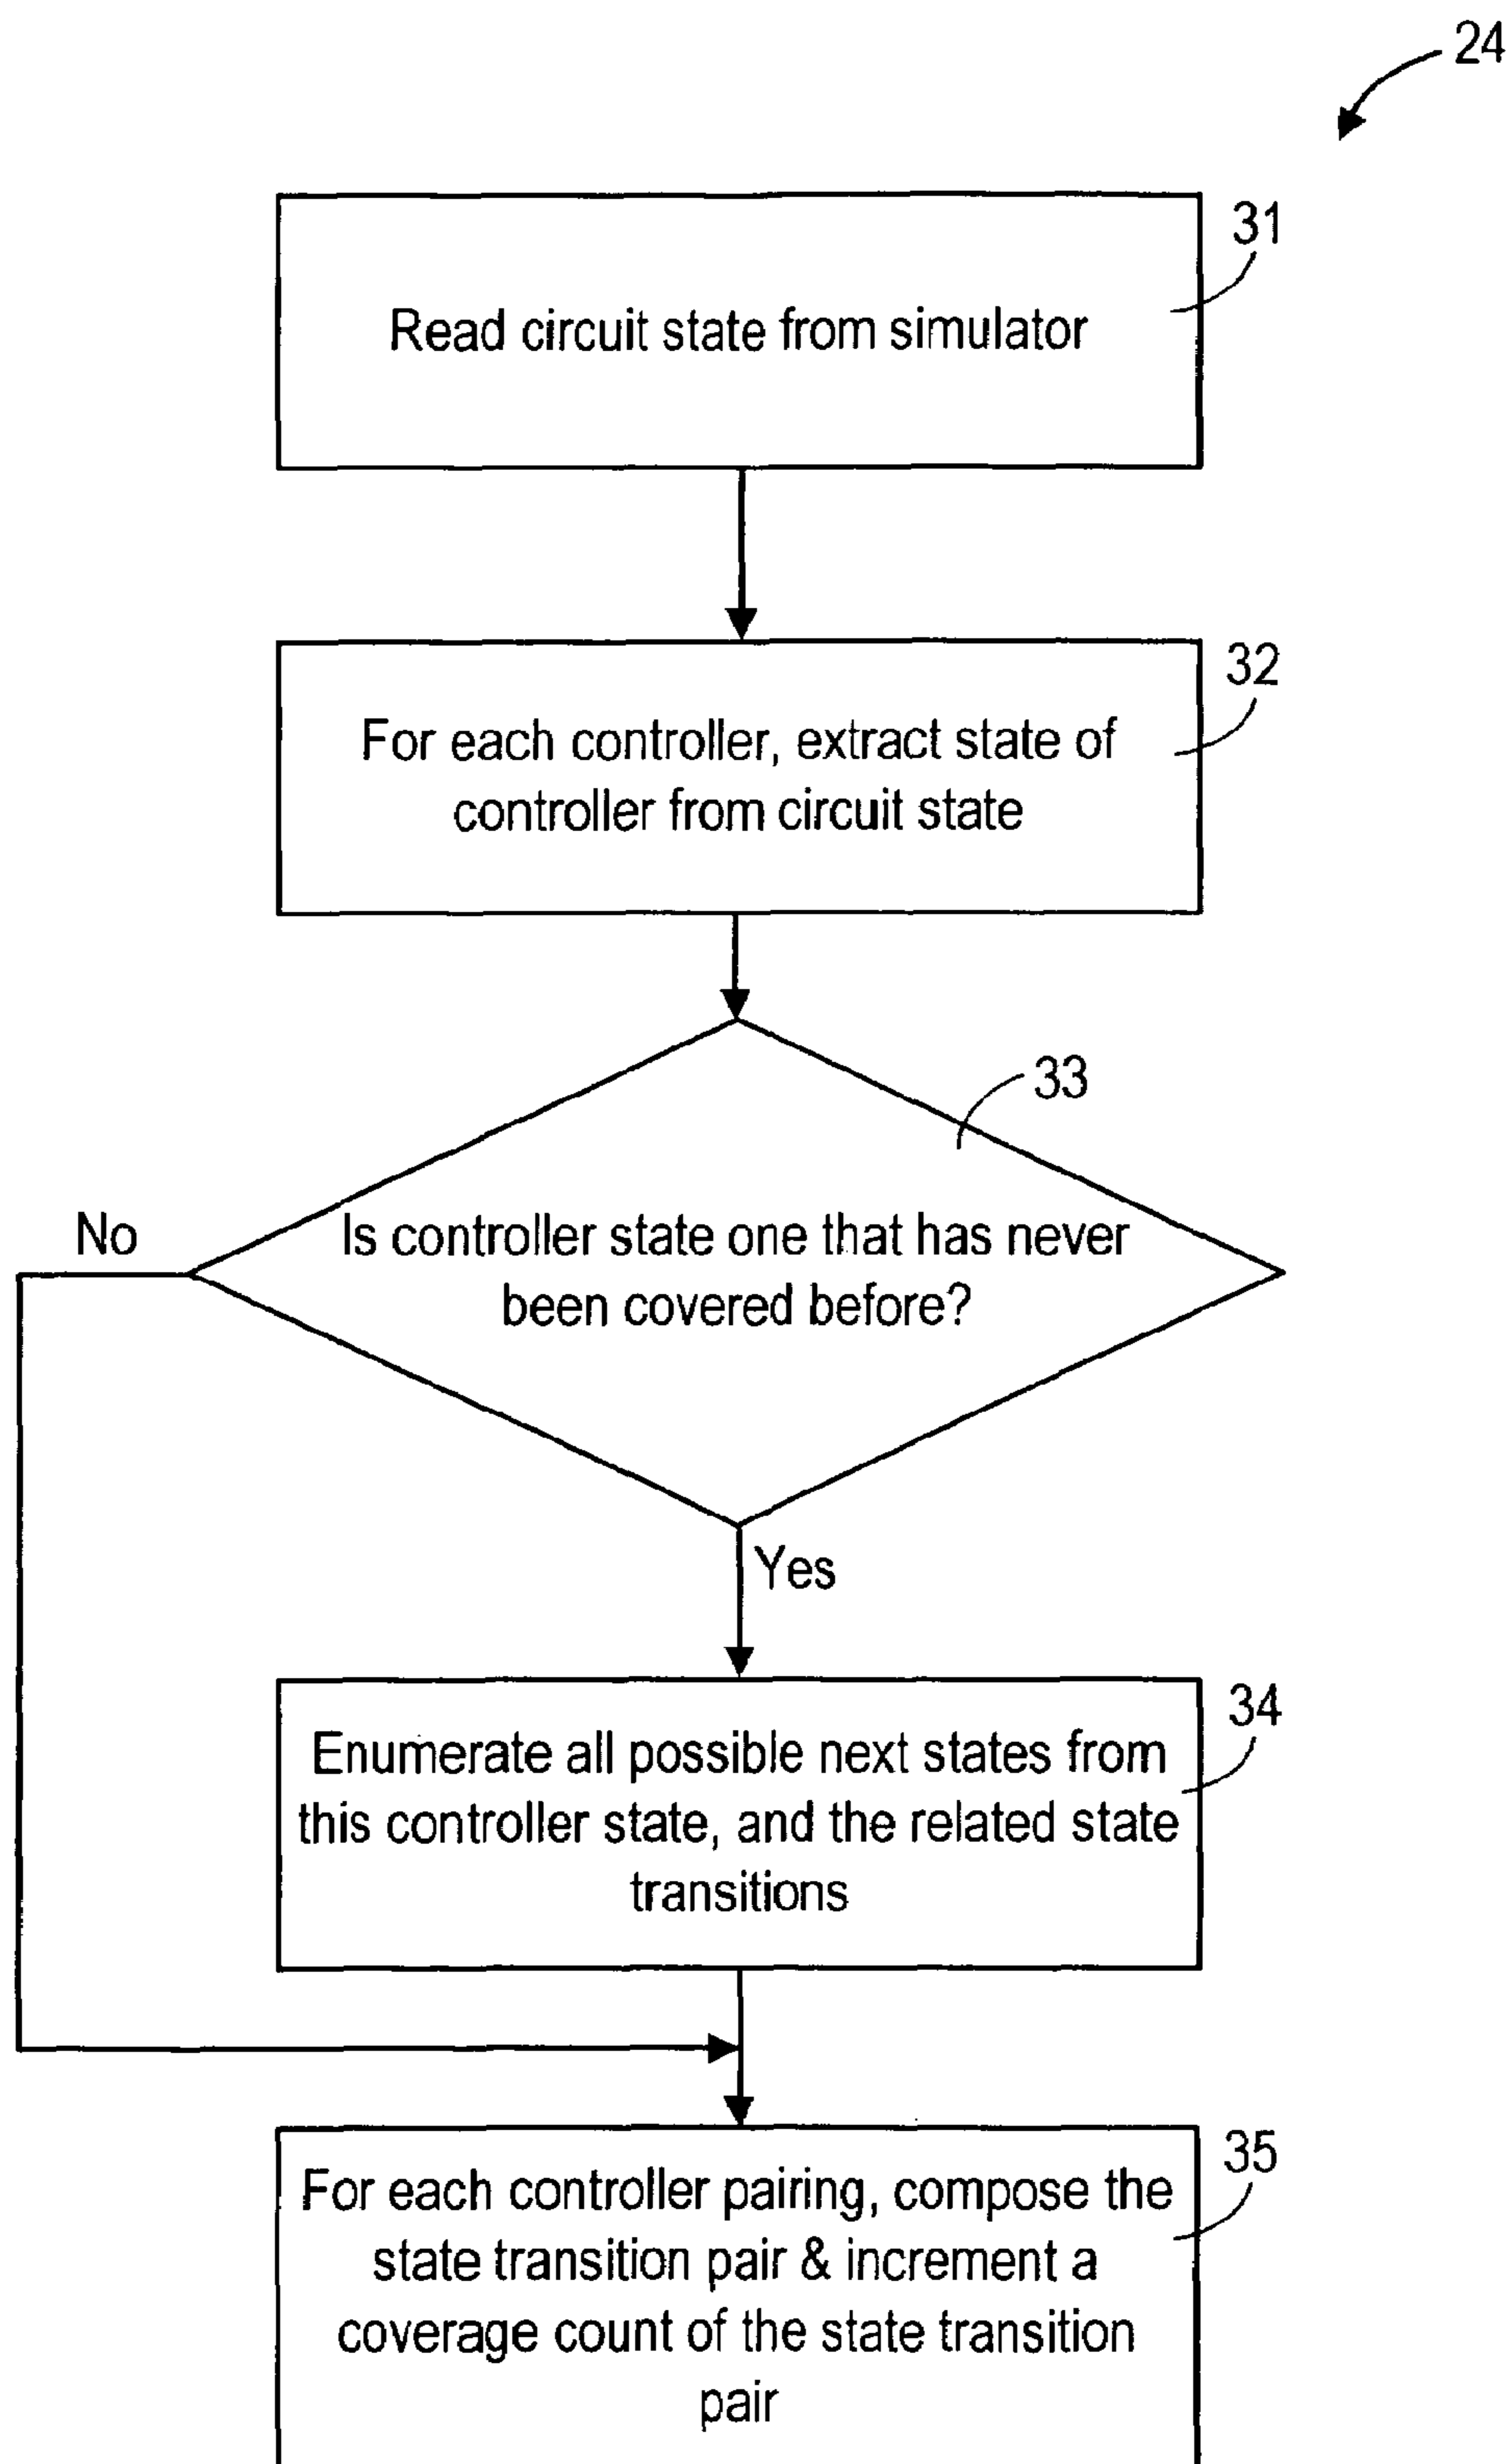 24
31
Read circuit state from simulator
32
For each controller, extract state of
controller from circuit state
33
No
Is controller state one that has never
been covered before?
Yes
34
Enumerate all possible next states from
this controller state, and the related state
transitions
35
For each controller pairing, compose the
state transition pair & increment a
coverage count of the state transition
pair